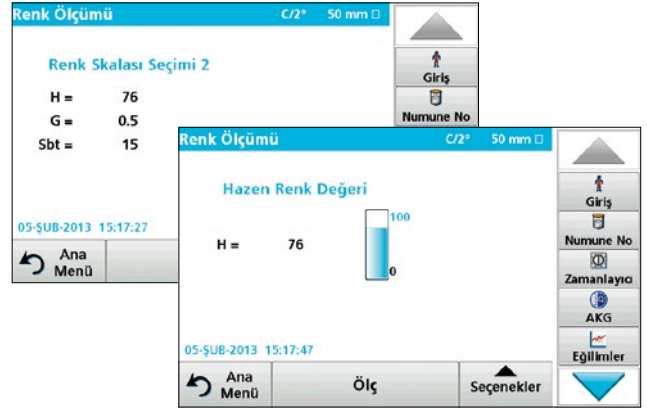 Renk Ölçümü C/2° 50 mm
Renk Skalası Seçimi 2
H = 76
G = 0.5
Sbt = 15
05-ŞUB-2013 15:17:27
Ana
Menü
Giriş
Numune No
Renk Ölçümü C/2° 50 mm
Hazen Renk Değeri
100
H = 76
0
05-ŞUB-2013 15:17:47
Ana
Menü
Ölç
Seçenekler
Giriş
Numune No
Zamanlayıcı
AKG
Eğilimler